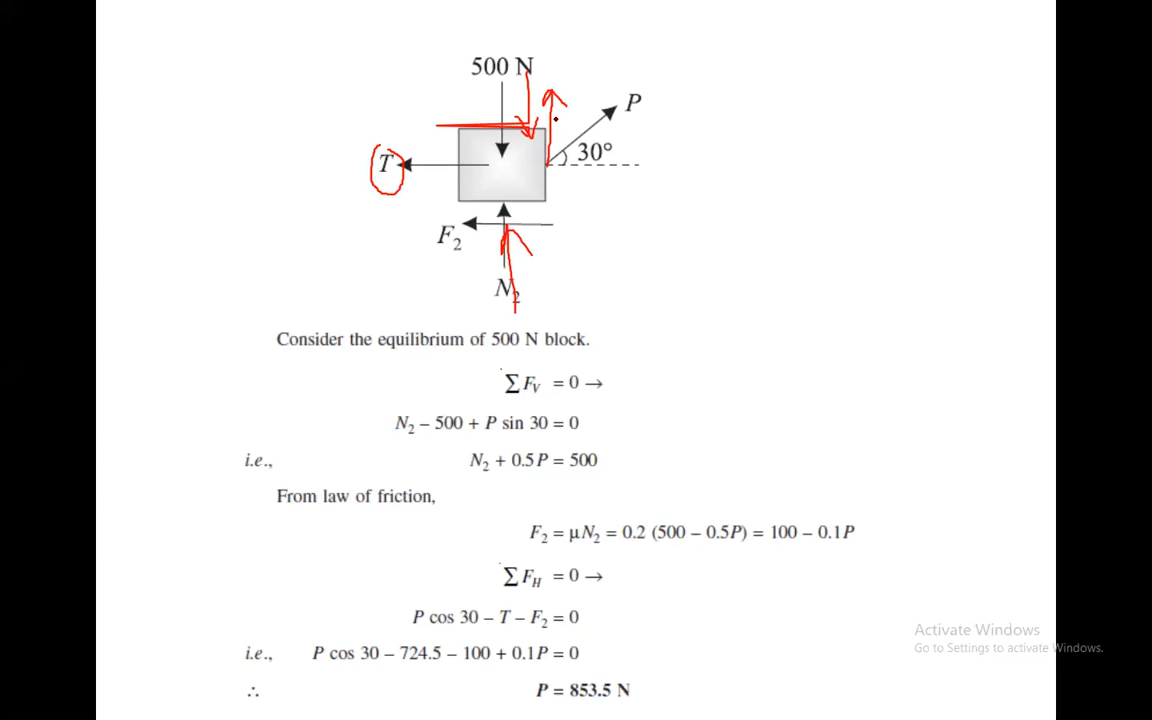 500 N
P
30°
T
F₂
N₂
Consider the equilibrium of 500 N block.
∑ F_V = 0 →
N₂ – 500 + P sin 30 = 0
i.e., N₂ + 0.5P = 500
From law of friction,
F₂ = μN₂ = 0.2 (500 – 0.5P) = 100 – 0.1P
∑ F_H = 0 →
P cos 30 – T – F₂ = 0
Activate Windows
Go to Settings to activate Windows.
i.e., P cos 30 – 724.5 – 100 + 0.1P = 0
∴ P = 853.5 N